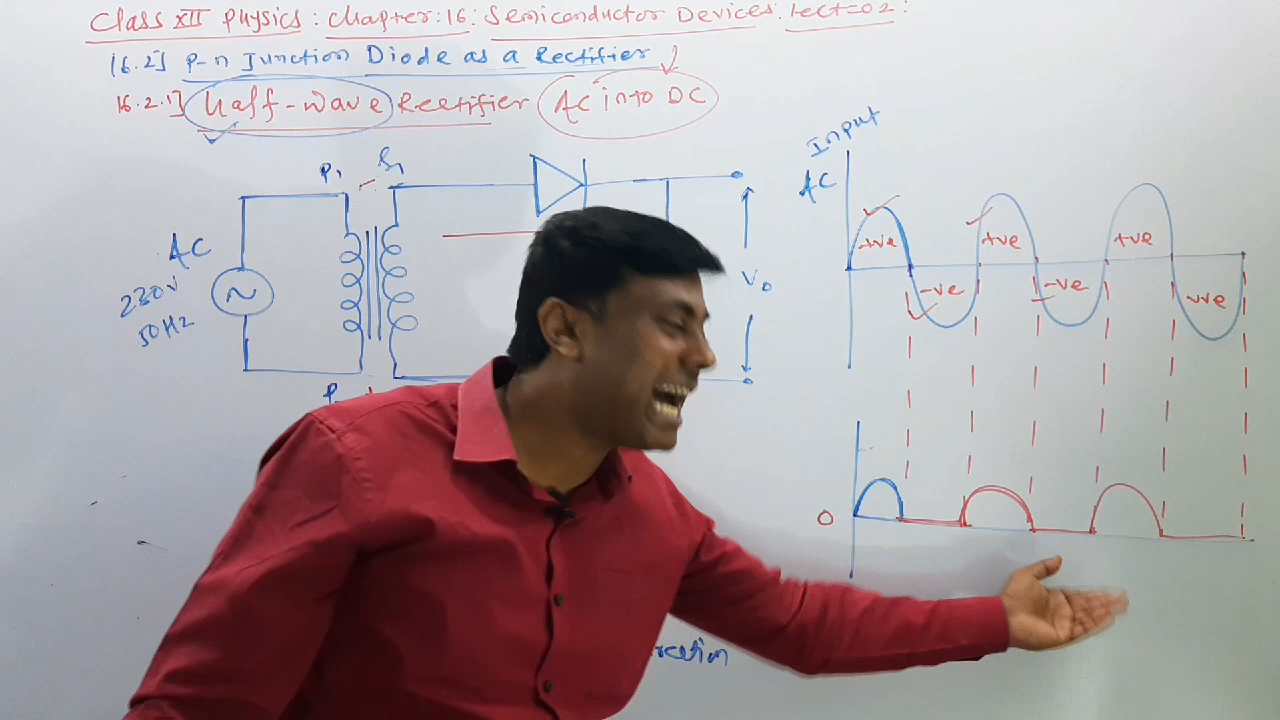 Class XII Physics : Chapter : 16 : Semiconductor Devices : Lect = 02 :
16.2] P-n Junction Diode as a Rectifier
16.2.1] Half-wave Rectifier AC into DC
Input
AC
P1 S1
AC
230V
50Hz
V0
+ve +ve +ve
-ve -ve -ve
0
P